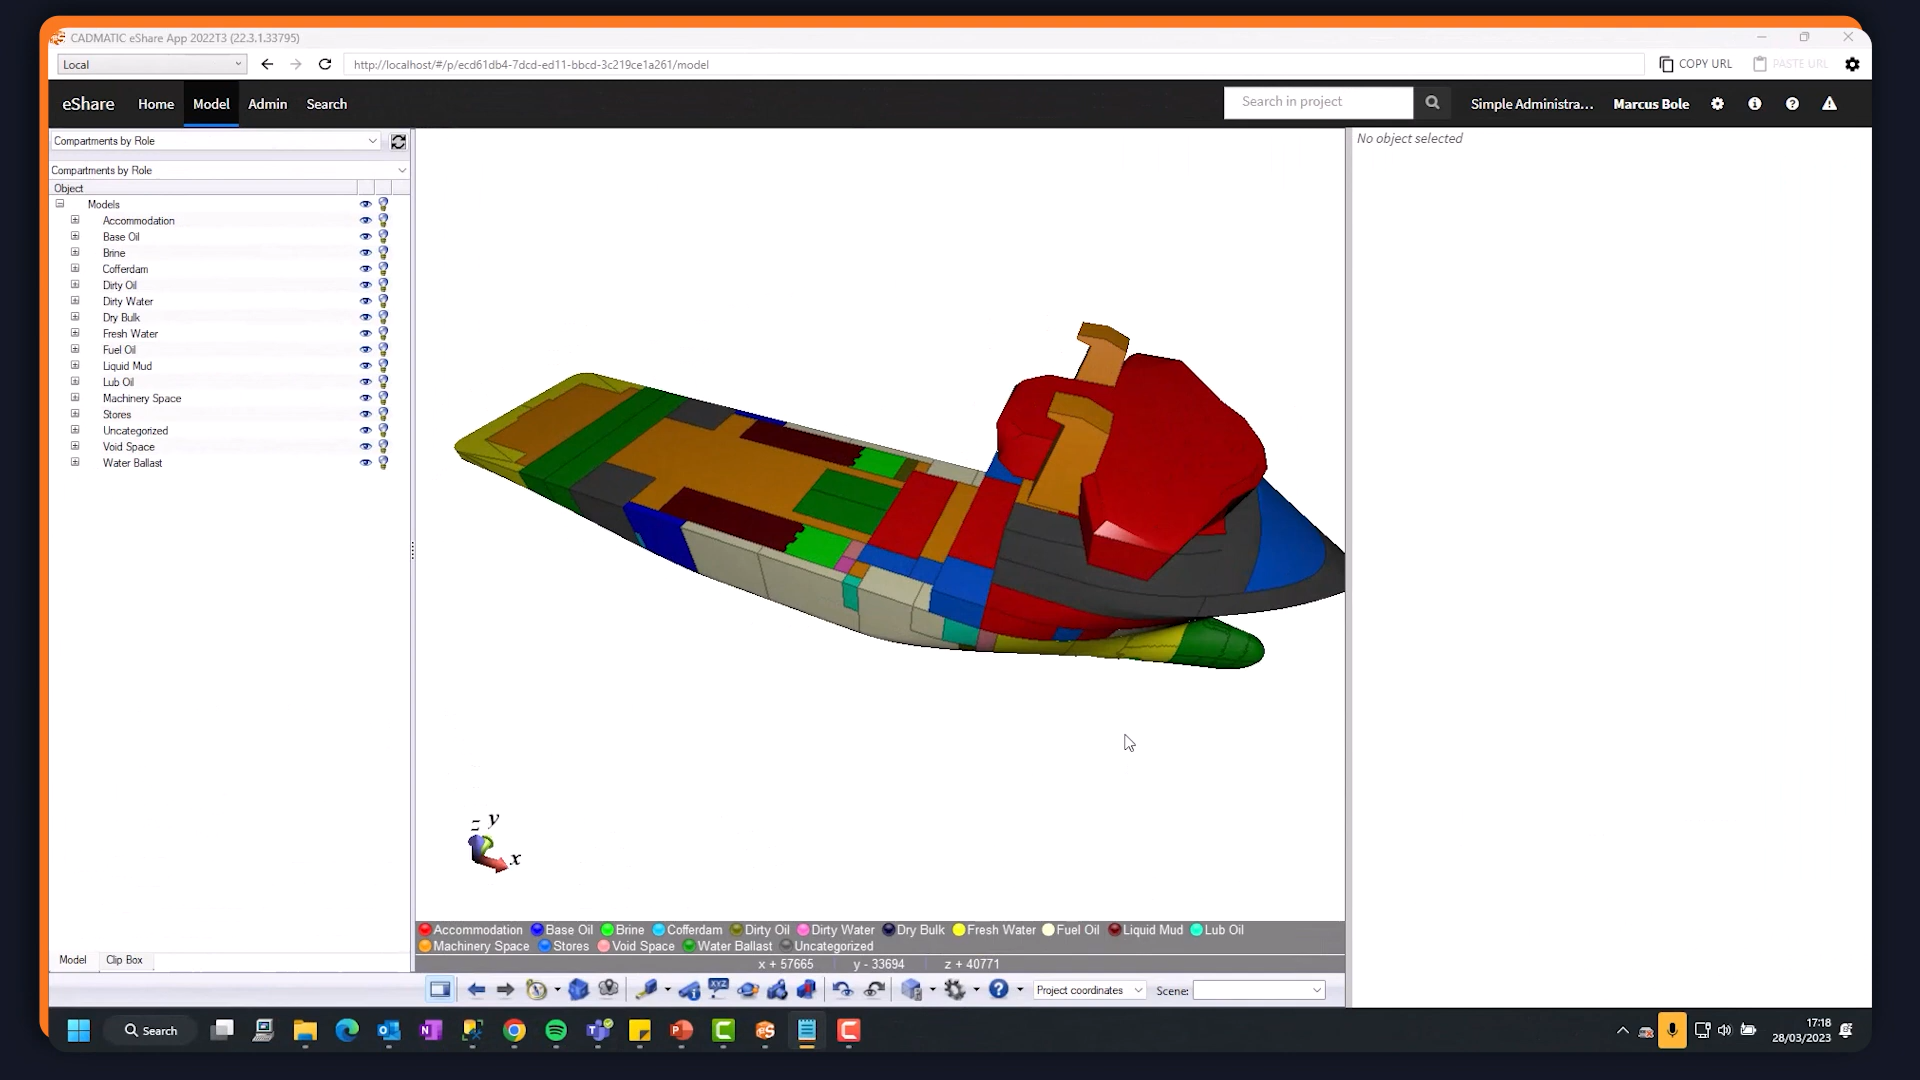 CADMATIC eShare App 2022T3 (22.3.1.33795)
Local
http://localhost/#/p/ecd61db4-7dcd-ed11-bbcd-3c219ce1a261/model
COPY URL
PASTE URL
eShare Home Model Admin Search
Search in project
Simple Administra...
Marcus Bole
Compartments by Role
No object selected
Compartments by Role
Object
Models
Accommodation
Base Oil
Brine
Cofferdam
Dirty Oil
Dirty Water
Dry Bulk
Fresh Water
Fuel Oil
Liquid Mud
Lub Oil
Machinery Space
Stores
Uncategorized
Void Space
Water Ballast
z y
x
Accommodation Base Oil Brine Cofferdam Dirty Oil Dirty Water Dry Bulk Fresh Water Fuel Oil Liquid Mud Lub Oil
Machinery Space Stores Void Space Water Ballast Uncategorized
Model Clip Box
x + 57665 y - 33694 z + 40771
XYZ
Project coordinates
Scene:
Search
17:18
28/03/2023